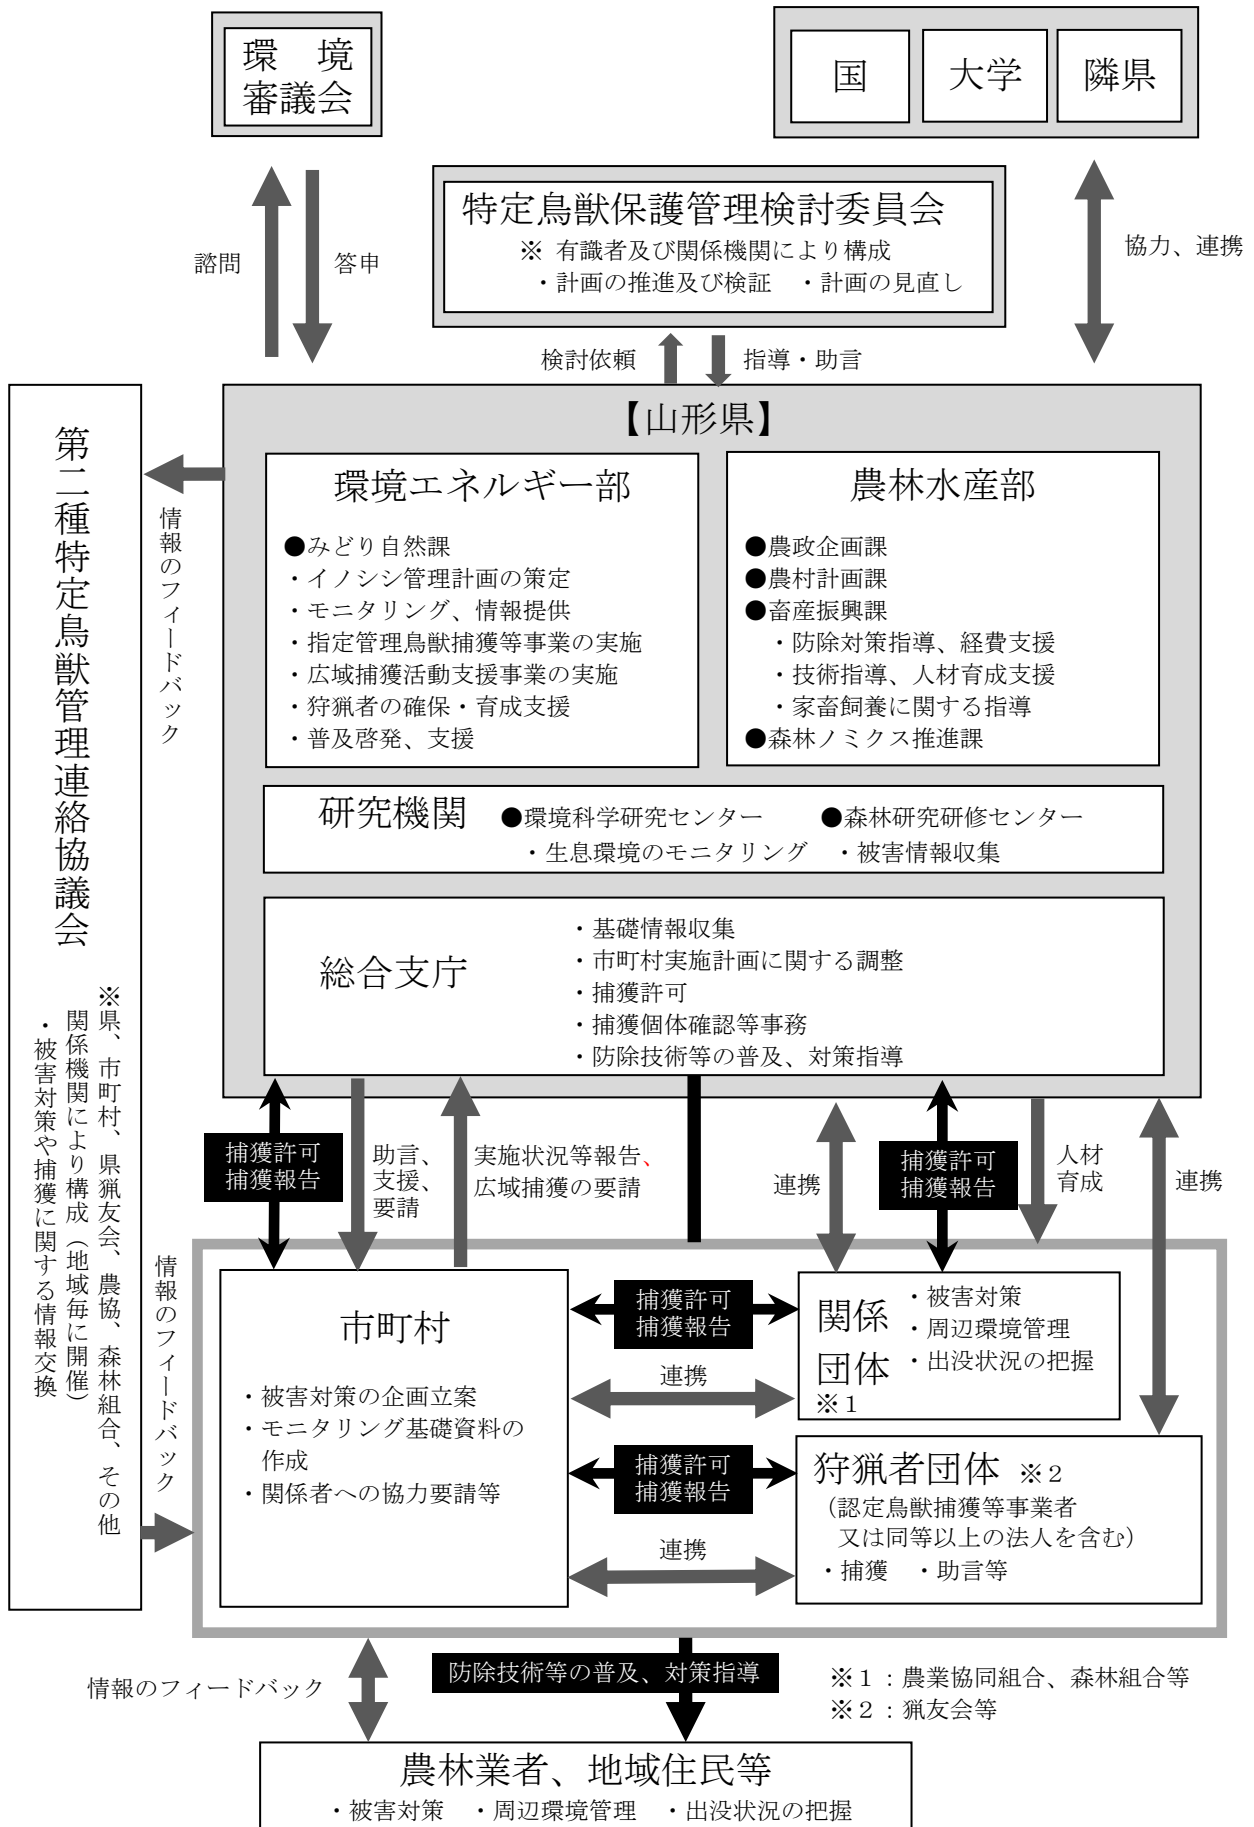 環　境
審議会
国
大学
隣県
特定鳥獣保護管理検討委員会
※ 有識者及び関係機関により構成
・計画の推進及び検証　・計画の見直し
諮問
答申
協力、連携
検討依頼
指導・助言
【山形県】
環境エネルギー部
●みどり自然課
・イノシシ管理計画の策定
・モニタリング、情報提供
・指定管理鳥獣捕獲等事業の実施
・広域捕獲活動支援事業の実施
・狩猟者の確保・育成支援
・普及啓発、支援
農林水産部
●農政企画課
●農村計画課
●畜産振興課
・防除対策指導、経費支援
・技術指導、人材育成支援
・家畜飼養に関する指導
●森林ノミクス推進課
研究機関
●環境科学研究センター　●森林研究研修センター
・生息環境のモニタリング　・被害情報収集
総合支庁
・基礎情報収集
・市町村実施計画に関する調整
・捕獲許可
・捕獲個体確認等事務
・防除技術等の普及、対策指導
第二種特定鳥獣管理連絡協議会
※県、市町村、県猟友会、農協、森林組合、その他
関係機関により構成（地域毎に開催）
・被害対策や捕獲に関する情報交換
情報のフィードバック
情報のフィードバック
捕獲許可
捕獲報告
助言、
支援、
要請
実施状況等報告、
広域捕獲の要請
連携
捕獲許可
捕獲報告
人材
育成
連携
市町村
・被害対策の企画立案
・モニタリング基礎資料の
作成
・関係者への協力要請等
捕獲許可
捕獲報告
連携
捕獲許可
捕獲報告
連携
関係
団体
※１
・被害対策
・周辺環境管理
・出没状況の把握
狩猟者団体 ※２
（認定鳥獣捕獲等事業者
又は同等以上の法人を含む）
・捕獲　・助言等
情報のフィードバック
防除技術等の普及、対策指導
※１：農業協同組合、森林組合等
※２：猟友会等
農林業者、地域住民等
・被害対策　・周辺環境管理　・出没状況の把握